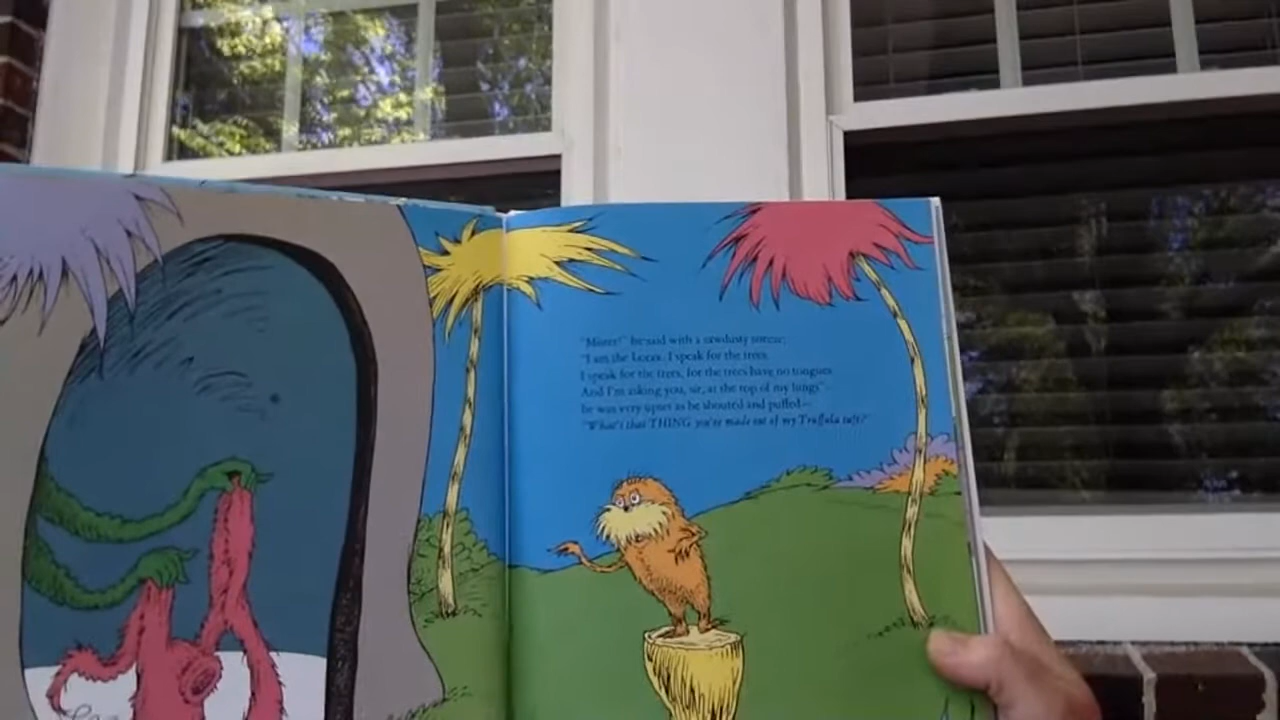 "Mister!" he said with a sawdusty sneeze,
"I am the Lorax. I speak for the trees.
I speak for the trees, for the trees have no tongues.
And I'm asking you, sir, at the top of my lungs"—
he was very upset as he shouted and puffed—
"What's that THING you've made out of my Truffula tuft?"